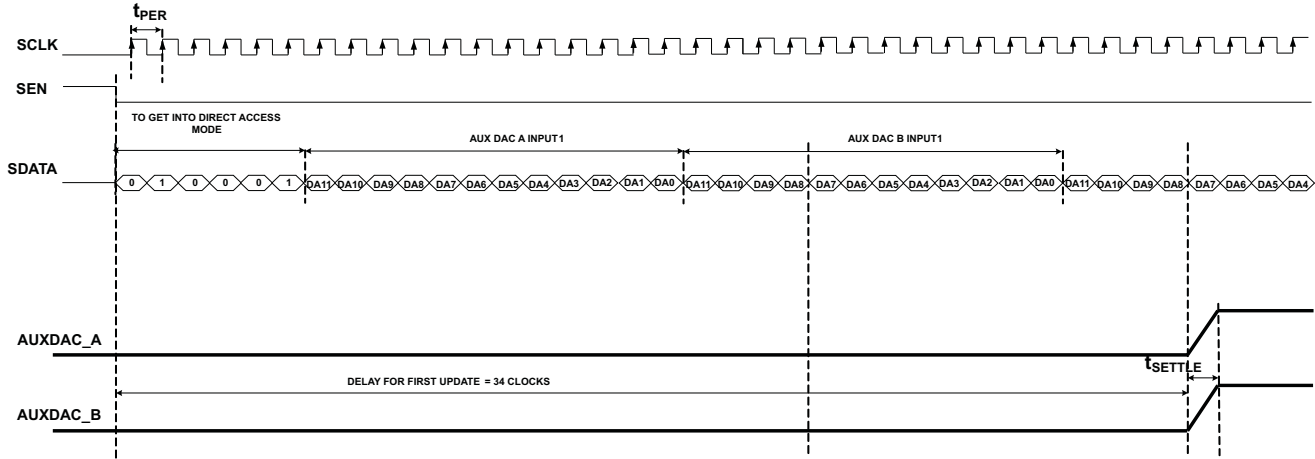 tPER
SCLK
SEN
TO GET INTO DIRECT ACCESS
MODE
AUX DAC A INPUT1
AUX DAC B INPUT1
SDATA
0 1 0 0 0 1 DA11 DA10 DA9 DA8 DA7 DA6 DA5 DA4 DA3 DA2 DA1 DA0 DA11 DA10 DA9 DA8 DA7 DA6 DA5 DA4 DA3 DA2 DA1 DA0 DA11 DA10 DA9 DA8 DA7 DA6 DA5 DA4
AUXDAC_A
tSETTLE
DELAY FOR FIRST UPDATE = 34 CLOCKS
AUXDAC_B